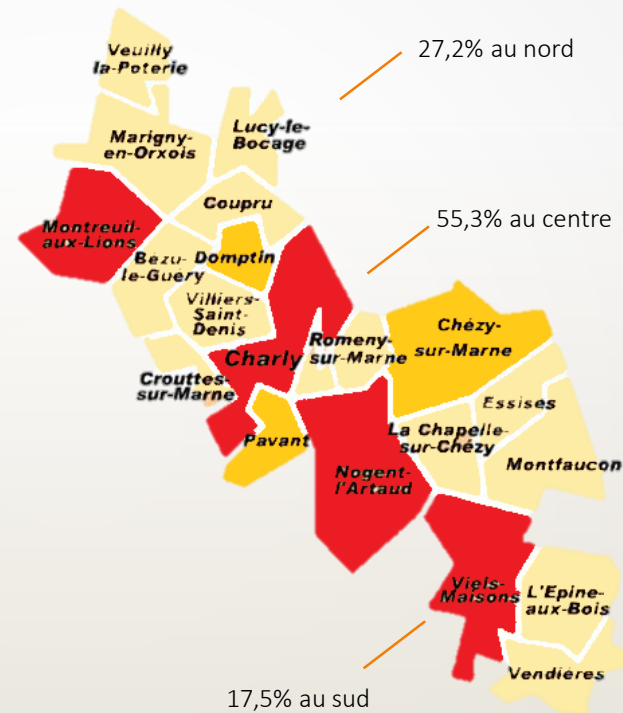 27,2% au nord
Veuilly
la-Poterie
Lucy-le-
Bocage
Marigny-
en-Orxois
Coupru
55,3% au centre
Montreuil-
aux-Lions
Bézu-
le-Guéry
Domptin
Villiers-
Saint-
Denis
Chézy-
sur-Marne
Romeny-
sur-Marne
Charly
Crouttes-
sur-Marne
Essises
La Chapelle-
sur-Chézy
Pavant
Montfaucon
Nogent-
l'Artaud
Viels-
Maisons
L'Epine-
aux-Bois
Vendières
17,5% au sud